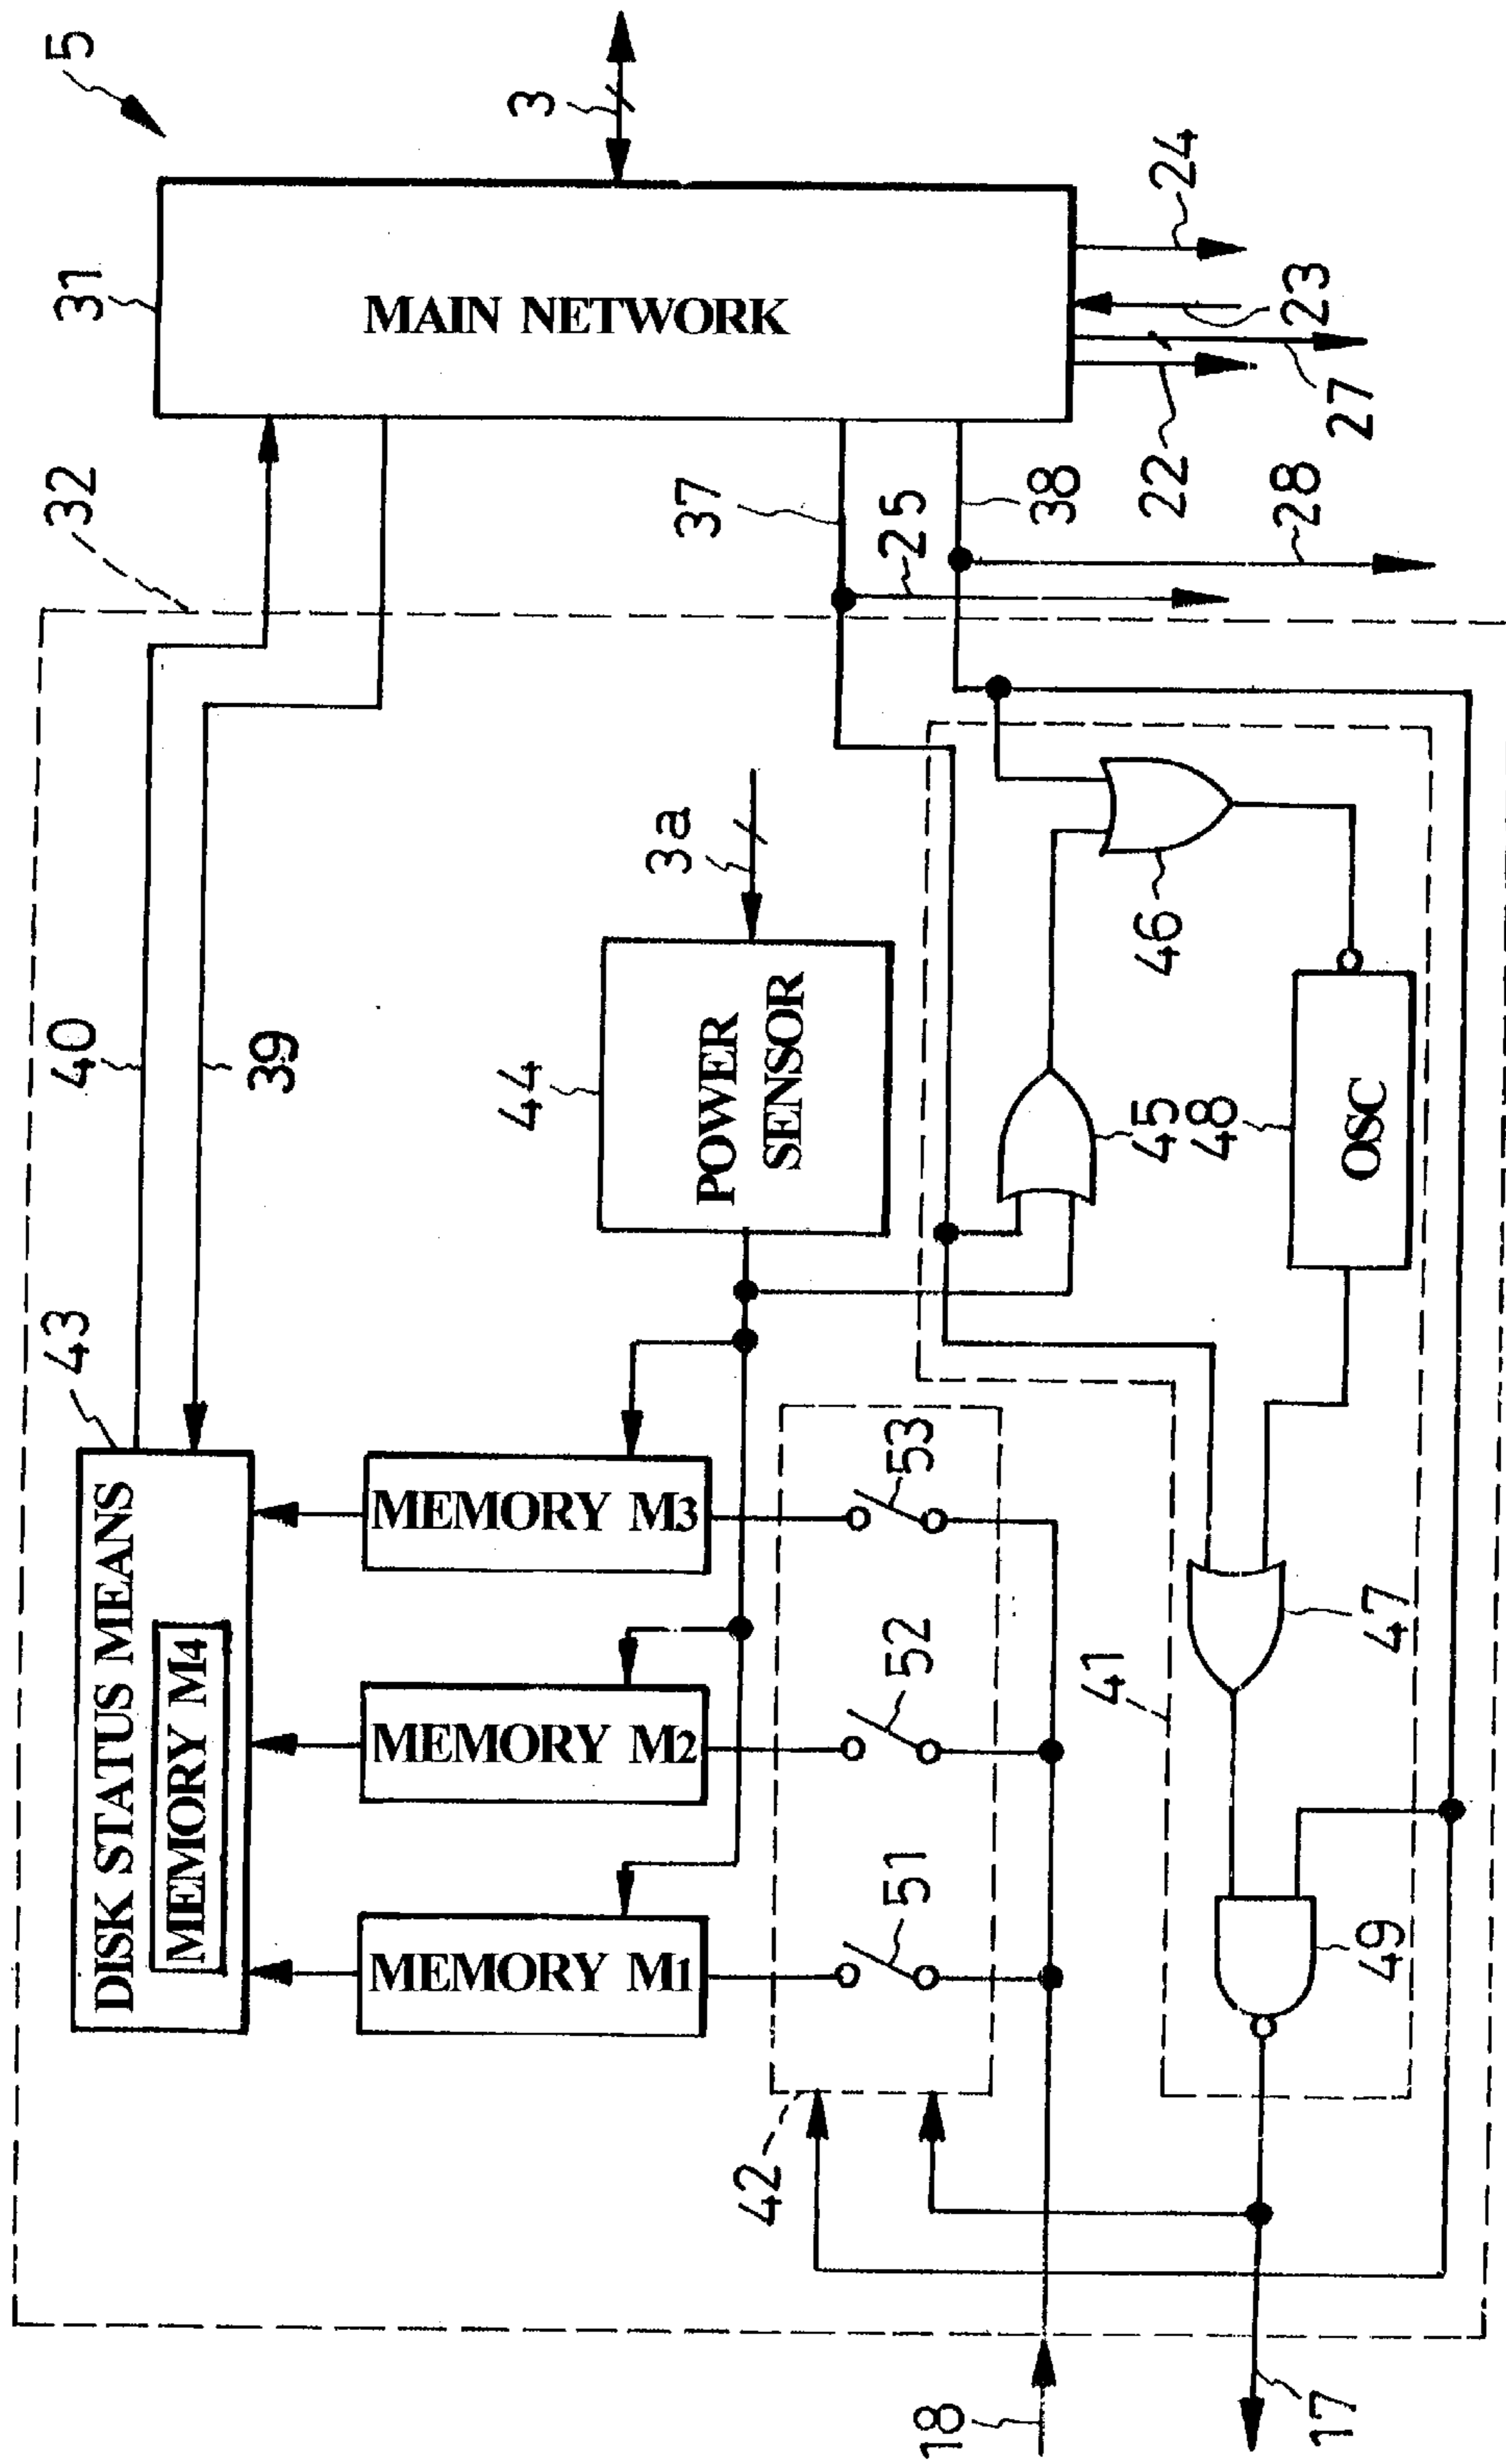 5
3
31
MAIN NETWORK
24
23
27
22
32
37
25
38
28
40
39
3a
44
POWER
SENSOR
46
45
48
OSC
43
DISK STATUS MEANS
MEMORY M4
MEMORY M3
MEMORY M2
MEMORY M1
53
52
51
41
47
49
42
18
17